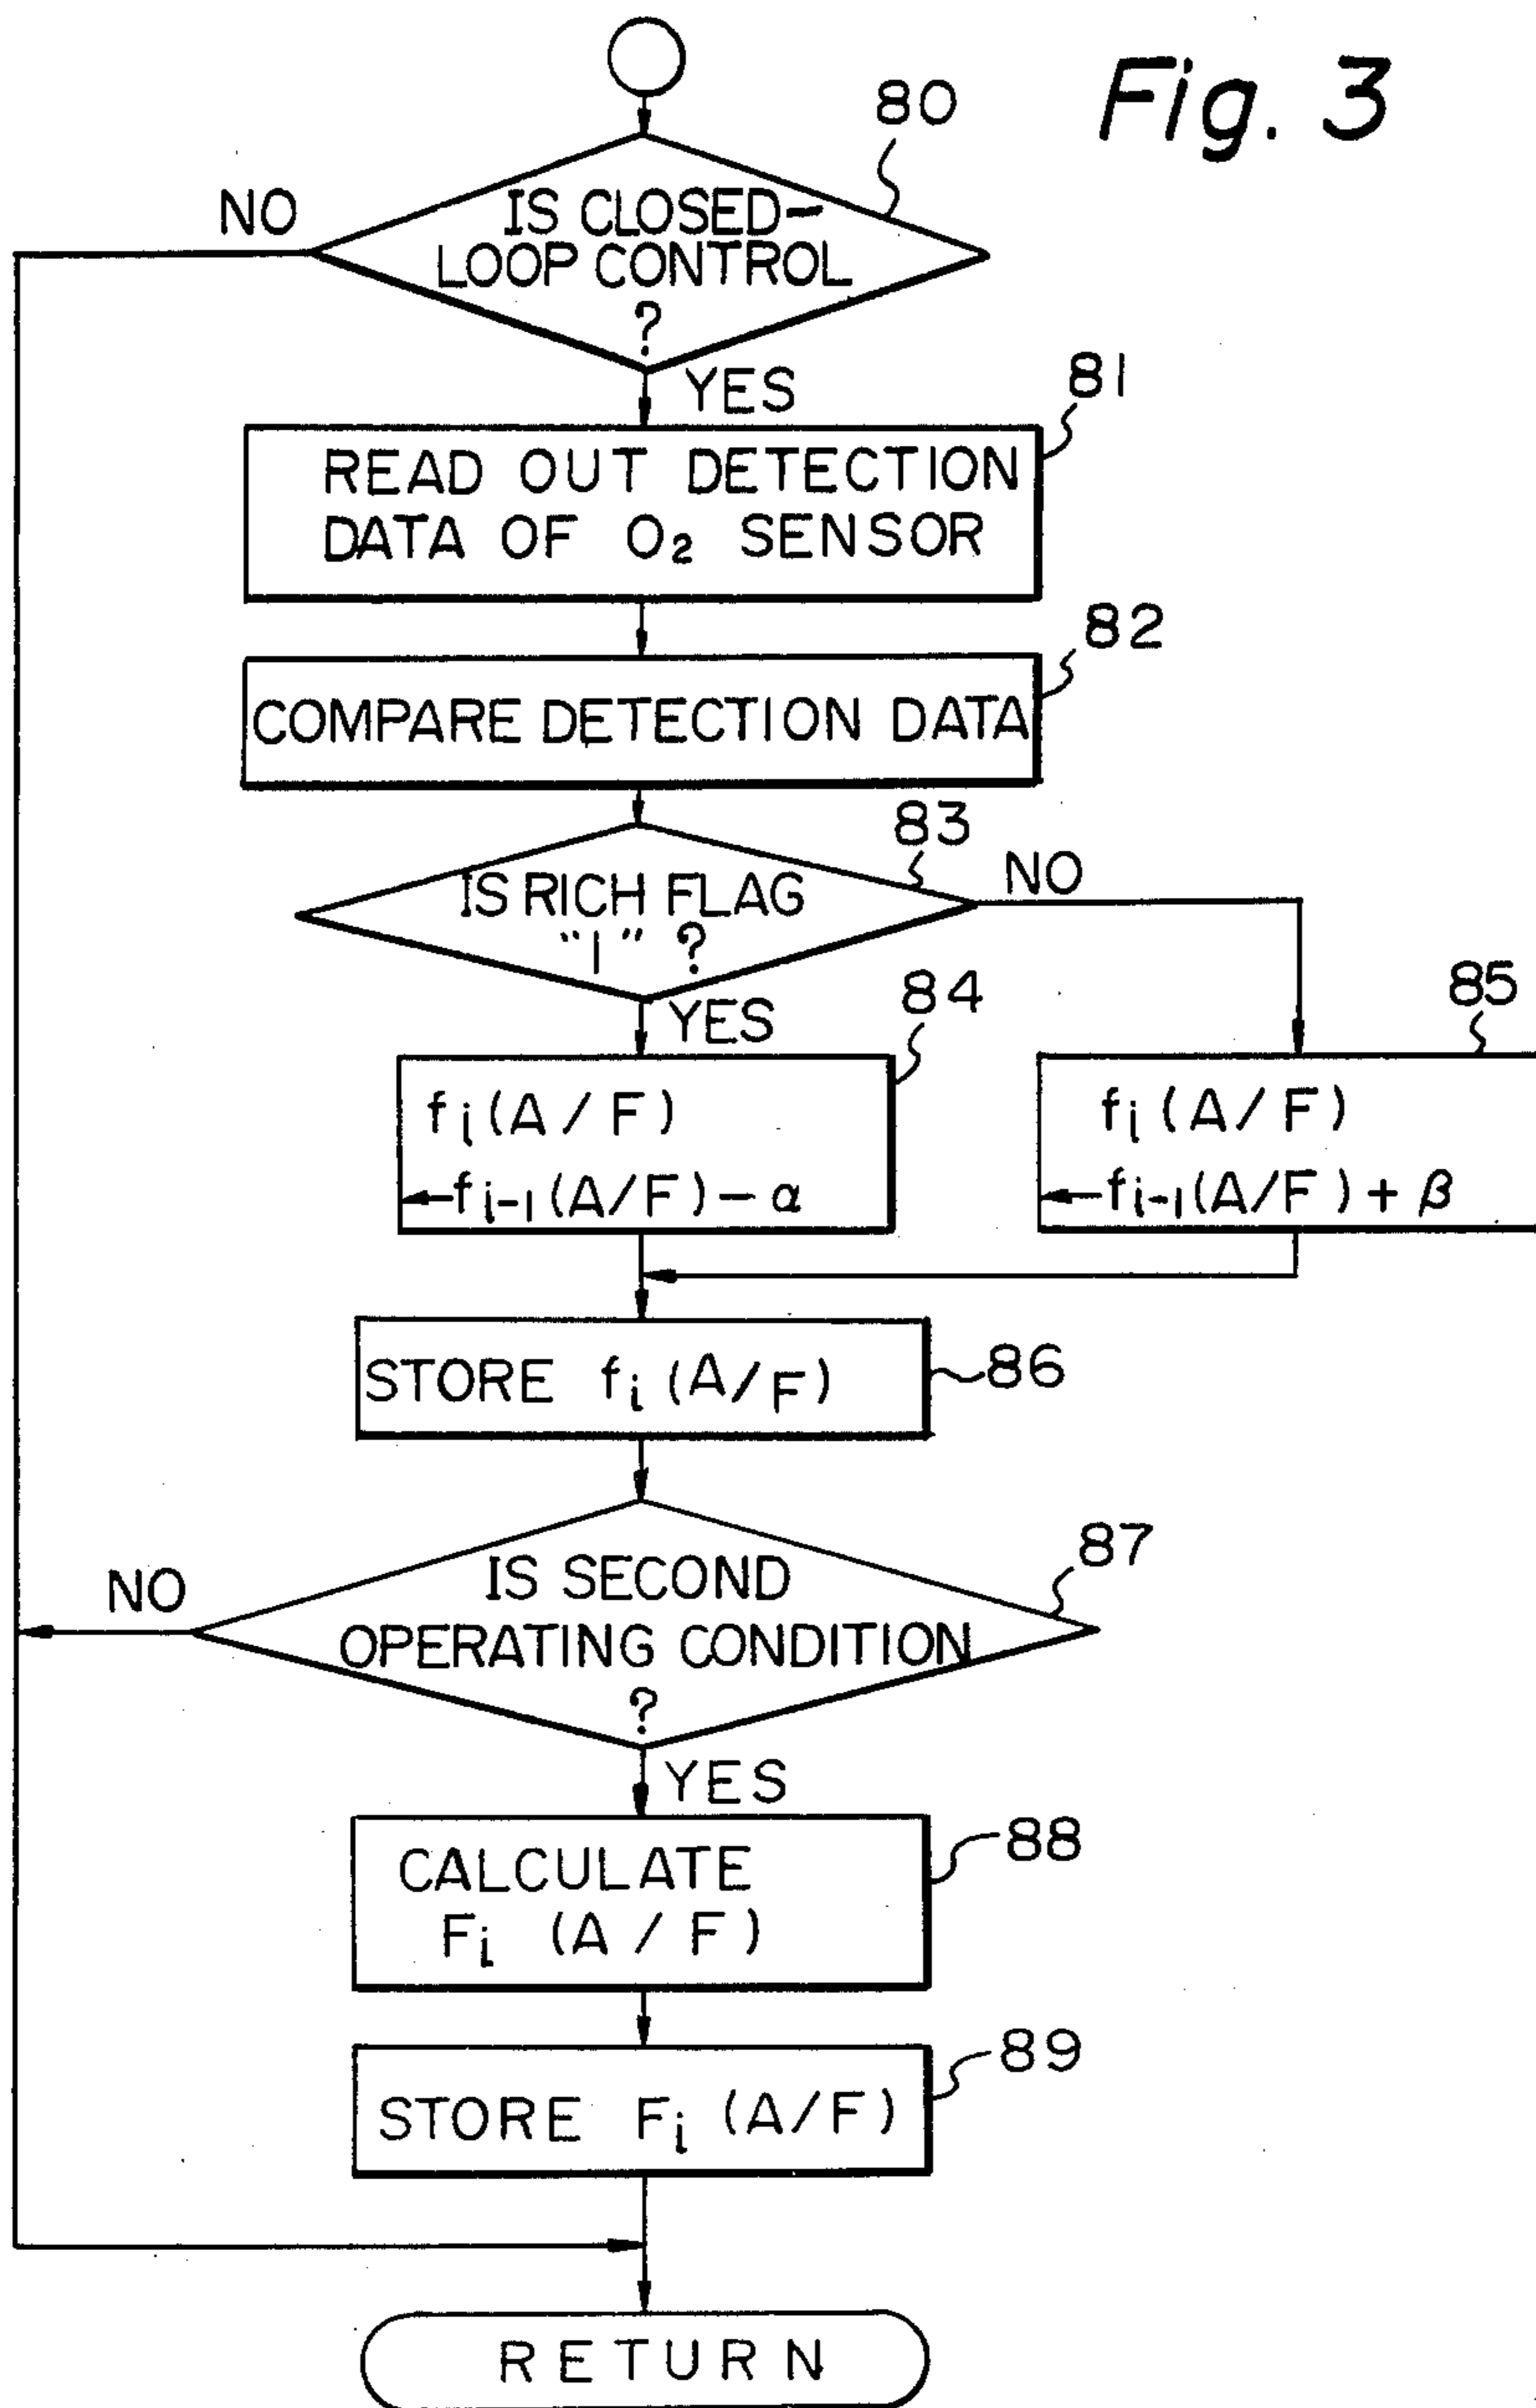 Fig. 3
80
NO
IS CLOSED-
LOOP CONTROL
?
YES
81
READ OUT DETECTION
DATA OF O₂ SENSOR
82
COMPARE DETECTION DATA
83
NO
IS RICH FLAG
"1" ?
YES
84
85
fᵢ(A/F)
←fᵢ₋₁(A/F)-α
fᵢ(A/F)
←fᵢ₋₁(A/F)+β
STORE fᵢ(A/F)
86
87
NO
IS SECOND
OPERATING CONDITION
?
YES
88
CALCULATE
Fᵢ (A/F)
89
STORE Fᵢ (A/F)
RETURN